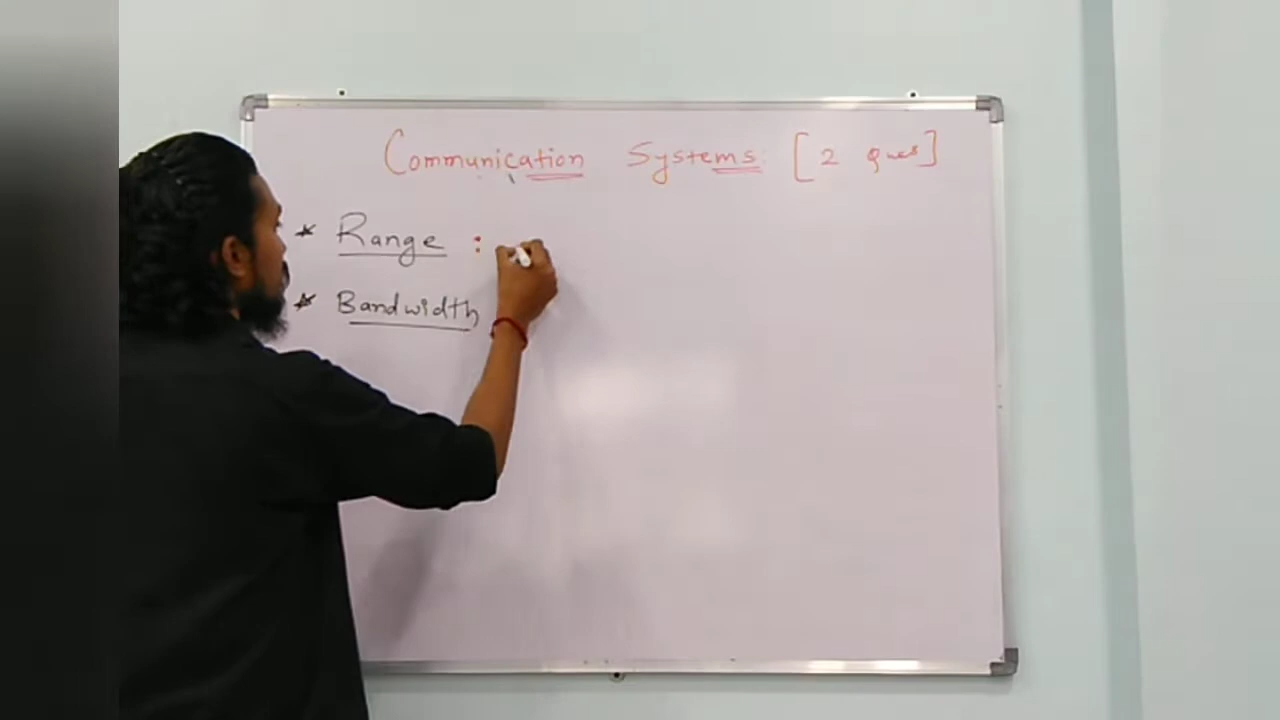 Communication Systems: [2 Ques]
* Range :
* Bandwidth